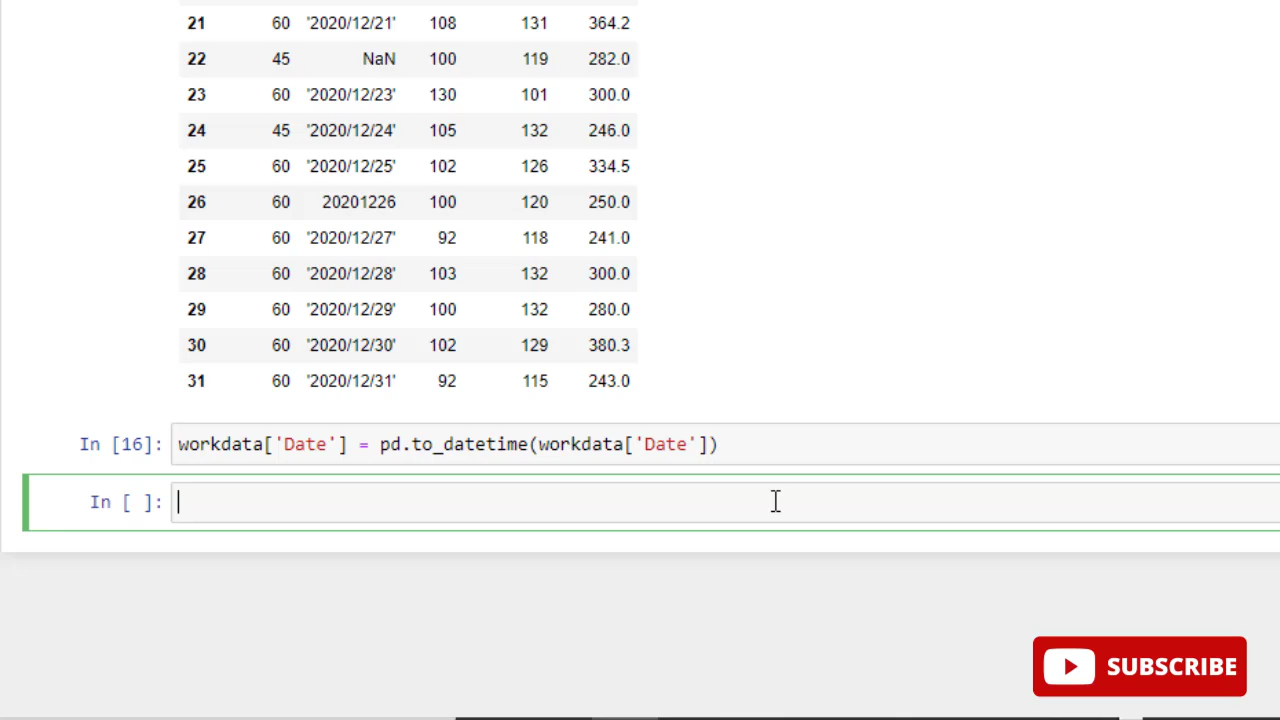 21 60 '2020/12/21' 108 131 364.2
22 45 NaN 100 119 282.0
23 60 '2020/12/23' 130 101 300.0
24 45 '2020/12/24' 105 132 246.0
25 60 '2020/12/25' 102 126 334.5
26 60 20201226 100 120 250.0
27 60 '2020/12/27' 92 118 241.0
28 60 '2020/12/28' 103 132 300.0
29 60 '2020/12/29' 100 132 280.0
30 60 '2020/12/30' 102 129 380.3
31 60 '2020/12/31' 92 115 243.0
In [16]: workdata['Date'] = pd.to_datetime(workdata['Date'])
In [ ]:
SUBSCRIBE